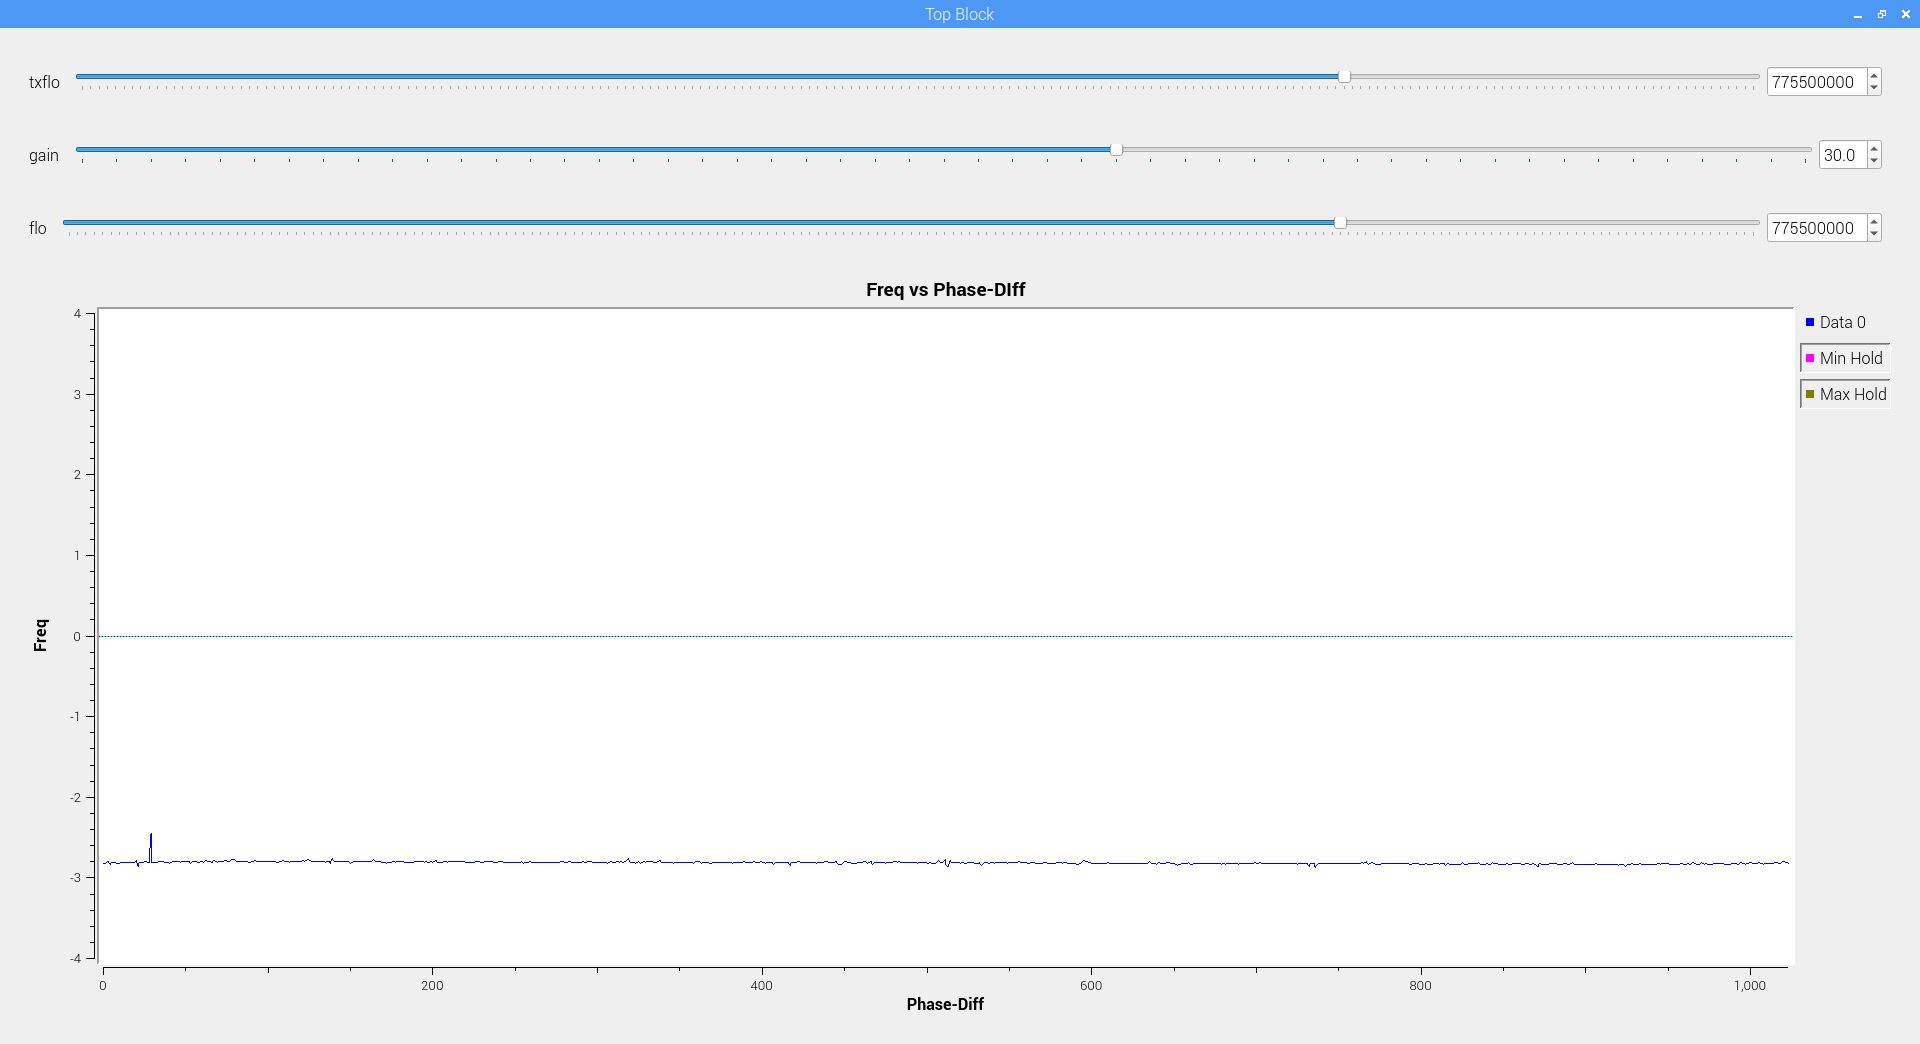 Top Block
txflo 775500000
gain 30.0
flo 775500000
Freq vs Phase-DIff
Data 0
Min Hold
Max Hold
4
3
2
1
0
-1
-2
-3
-4
Freq
0 200 400 600 800 1,000
Phase-Diff